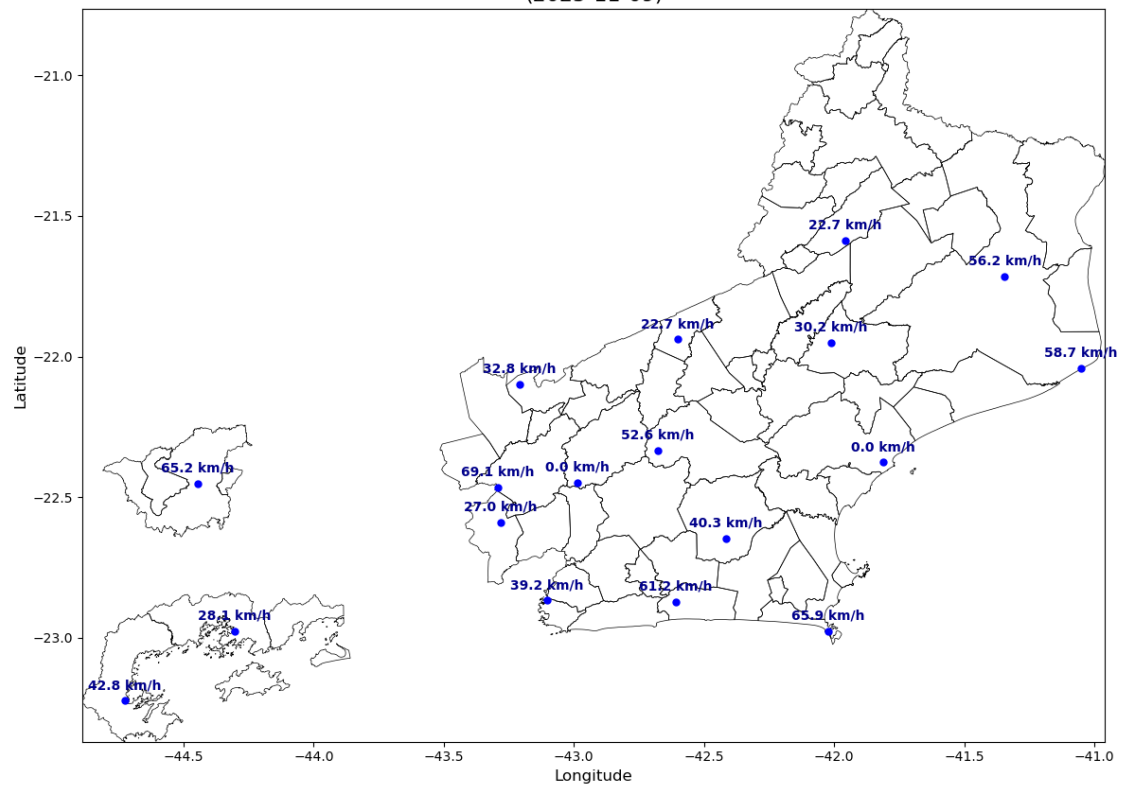 22.7 km/h
56.2 km/h
22.7 km/h
30.2 km/h
58.7 km/h
32.8 km/h
52.6 km/h
0.0 km/h
65.2 km/h
69.1 km/h
0.0 km/h
27.0 km/h
40.3 km/h
39.2 km/h
61.2 km/h
28.1 km/h
65.9 km/h
42.8 km/h
−21.0
−21.5
−22.0
−22.5
−23.0
Latitude
−44.5
−44.0
−43.5
−43.0
−42.5
−42.0
−41.5
−41.0
Longitude